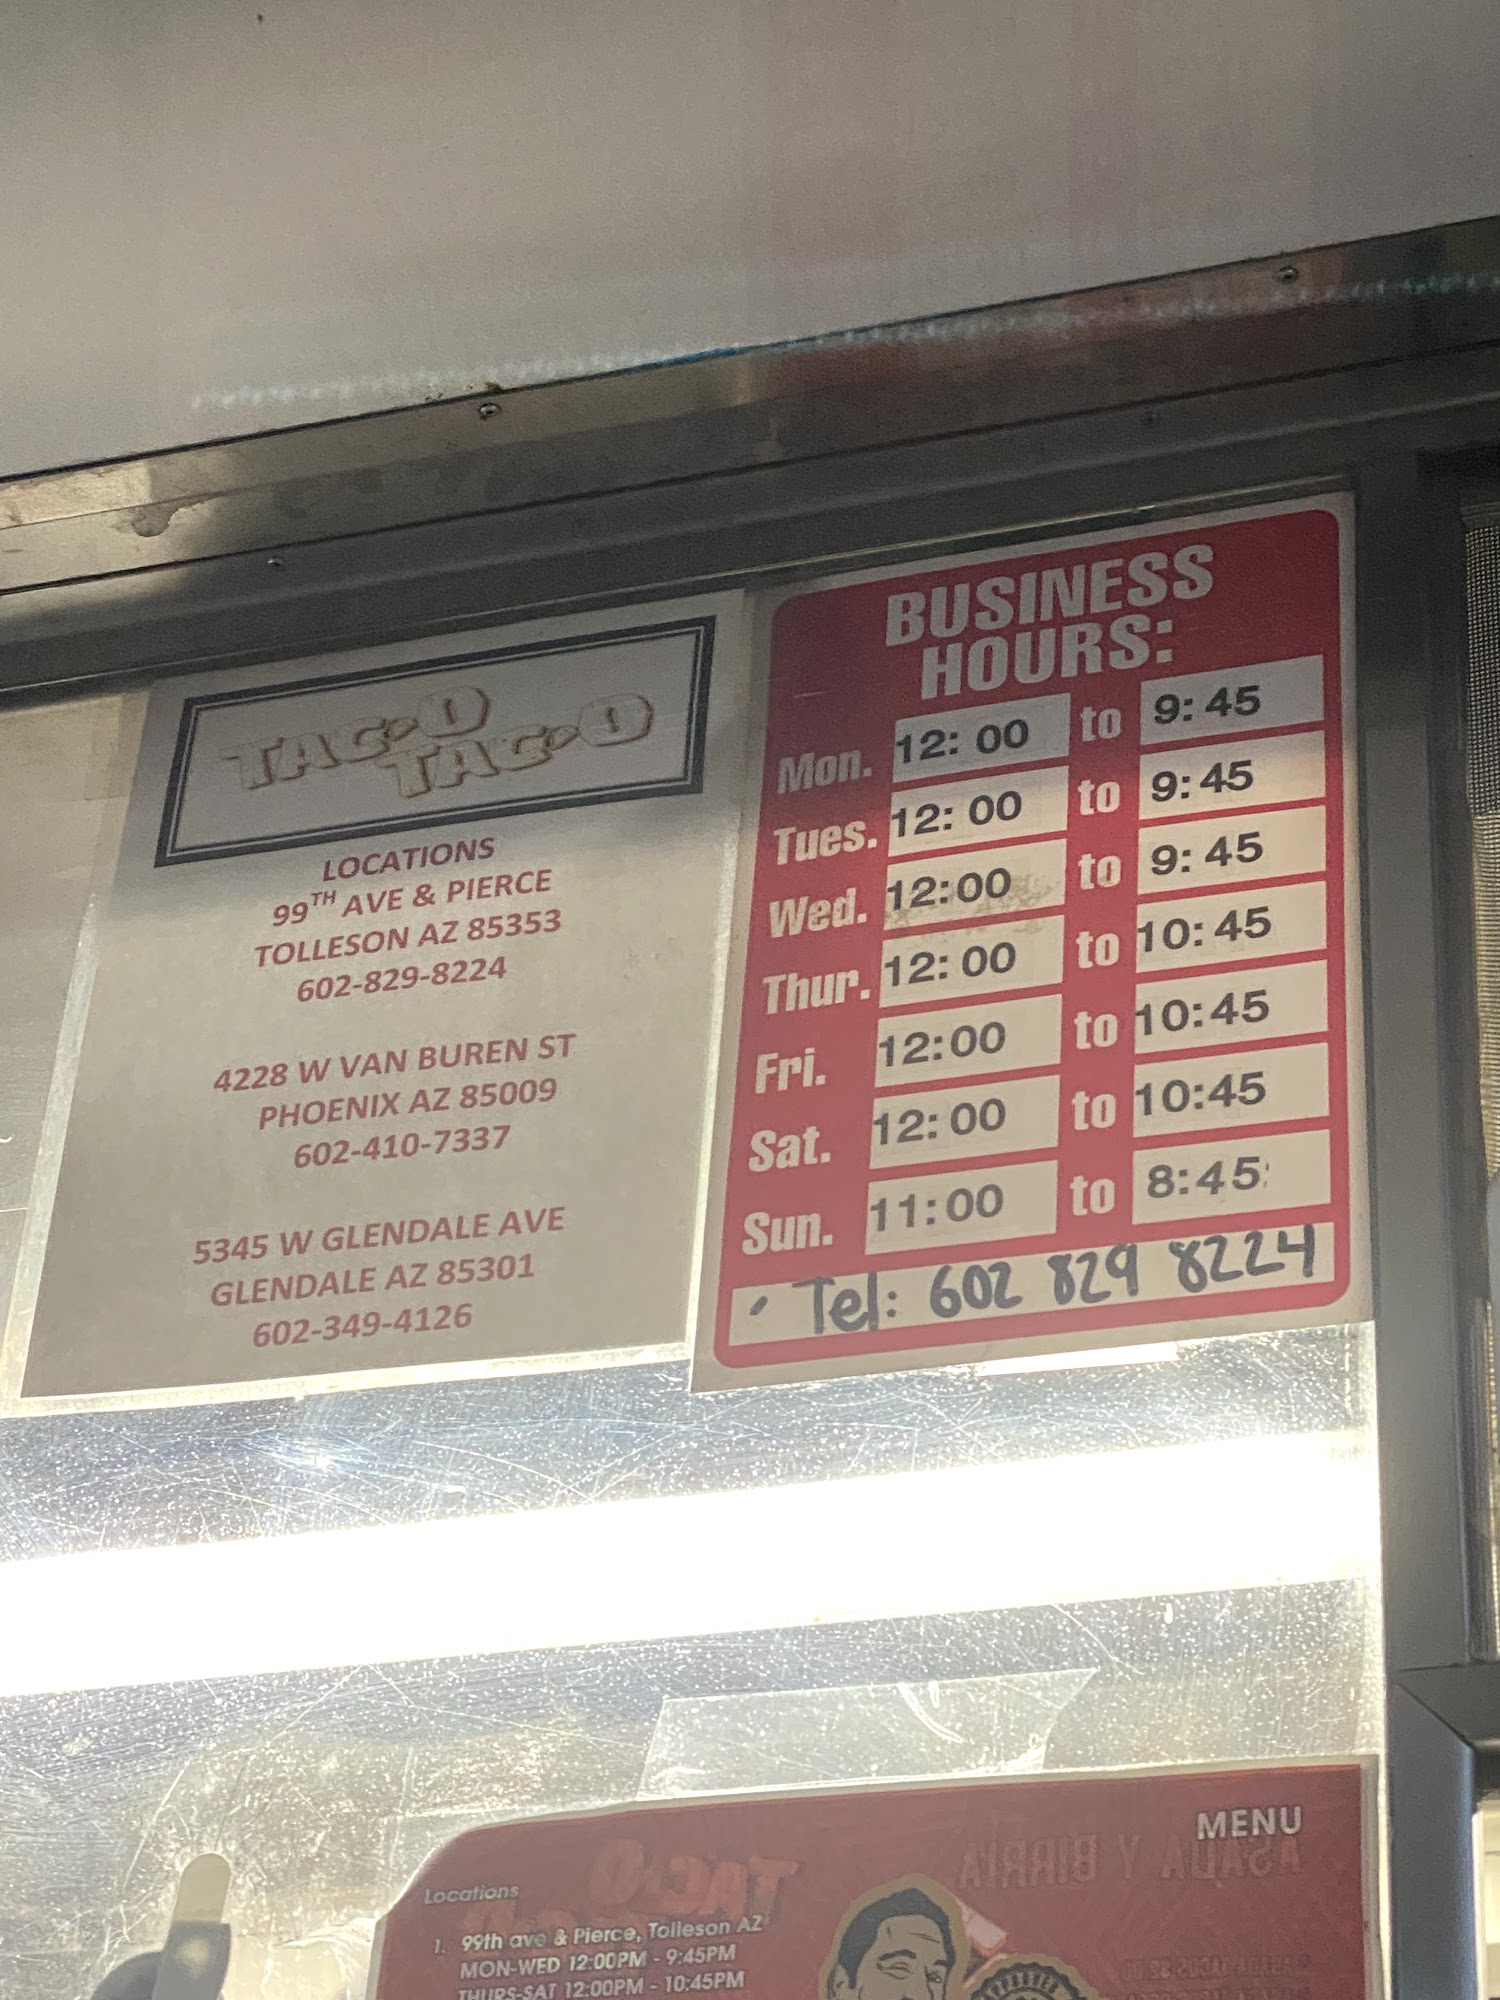 TAC-O
TAC-O
LOCATIONS
99TH AVE & PIERCE
TOLLESON AZ 85353
602-829-8224
4228 W VAN BUREN ST
PHOENIX AZ 85009
602-410-7337
5345 W GLENDALE AVE
GLENDALE AZ 85301
602-349-4126
BUSINESS
HOURS:
Mon. 12:00 to 9:45
Tues. 12:00 to 9:45
Wed. 12:00 to 9:45
Thur. 12:00 to 10:45
Fri. 12:00 to 10:45
Sat. 12:00 to 10:45
Sun. 11:00 to 8:45
· Tel: 602 829 8224
MENU
ASADA Y BIRRIA
TAC-O
Locations
1. 99th ave & Pierce, Tolleson AZ
MON-WED 12:00PM - 9:45PM
THURS-SAT 12:00PM - 10:45PM